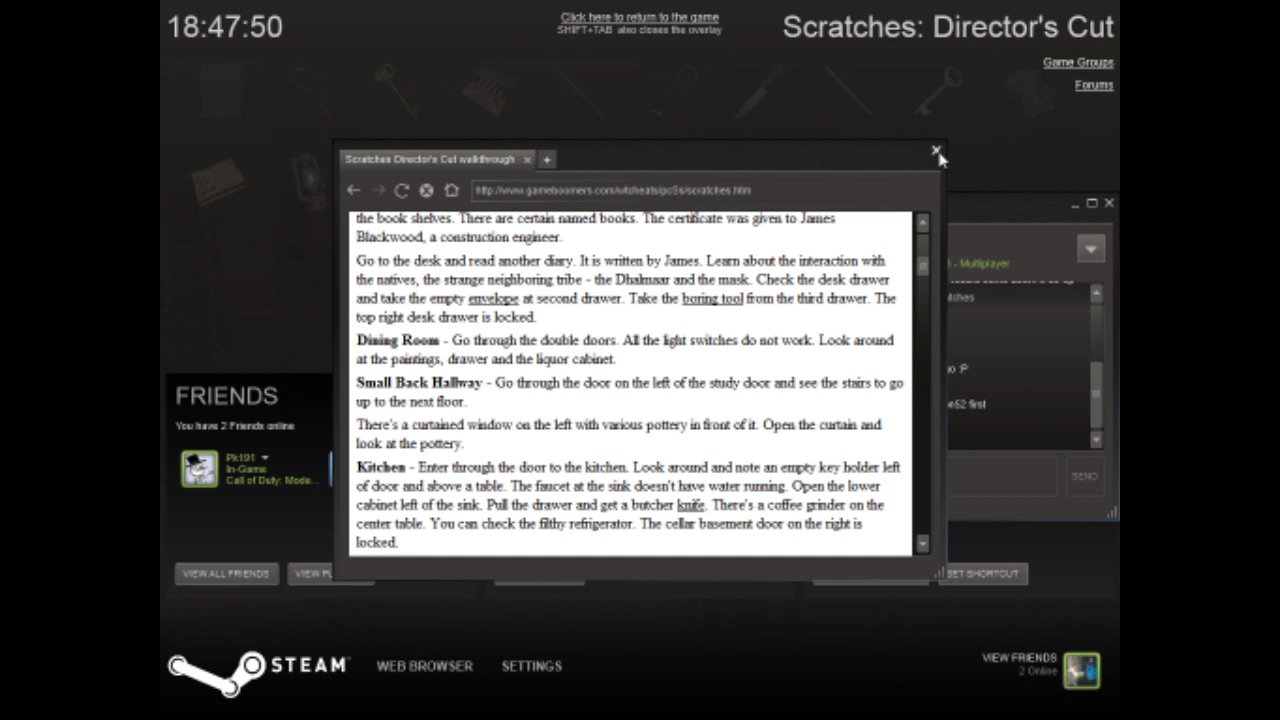 18:47:50
Click here to return to the game
SHIFT+TAB also closes the overlay
Scratches: Director's Cut
Game Groups
Forums
Scratches Director's Cut walkthrough
http://www.gameboomers.com/wtcheats/pcSs/scratches.htm
the book shelves. There are certain named books. The certificate was given to James
Blackwood, a construction engineer.
Go to the desk and read another diary. It is written by James. Learn about the interaction with
the natives, the strange neighboring tribe - the Dhalmaar and the mask. Check the desk drawer
and take the empty envelope at second drawer. Take the boring tool from the third drawer. The
top right desk drawer is locked.
Dining Room - Go through the double doors. All the light switches do not work. Look around
at the paintings, drawer and the liquor cabinet.
Small Back Hallway - Go through the door on the left of the study door and see the stairs to go
up to the next floor.
There's a curtained window on the left with various pottery in front of it. Open the curtain and
look at the pottery.
Kitchen - Enter through the door to the kitchen. Look around and note an empty key holder left
of door and above a table. The faucet at the sink doesn't have water running. Open the lower
cabinet left of the sink. Pull the drawer and get a butcher knife. There's a coffee grinder on the
center table. You can check the filthy refrigerator. The cellar basement door on the right is
locked.
- Multiplayer
:P
first
SEND
FRIENDS
You have 2 Friends online
Pk191
In-Game
Call of Duty: Mode...
VIEW ALL FRIENDS
VIEW
SET SHORTCUT
STEAM
WEB BROWSER
SETTINGS
VIEW FRIENDS
2 Online